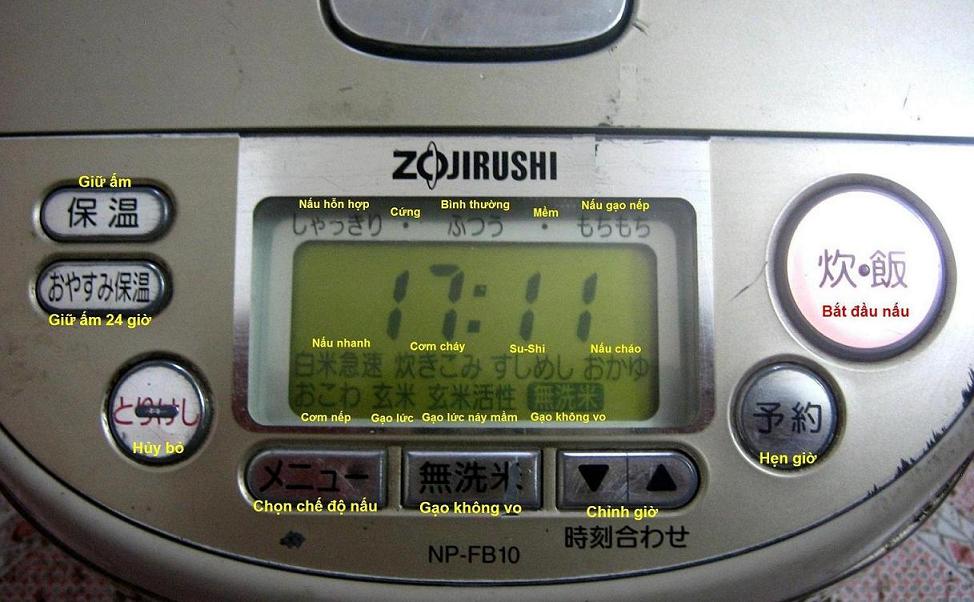 ZOJIRUSHI
Giữ ấm
保温
おやすみ保温
Giữ ấm 24 giờ
とりけし
Hủy bỏ
Nấu hỗn hợp Cứng Bình thường Mềm Nấu gạo nếp
しゃっきり・ふつう・もちもち
17:11
Nấu nhanh Cơm cháy Su-Shi Nấu cháo
白米急速 炊きこみ すしめし おかゆ
おこわ 玄米 玄米活性 無洗米
Cơm nếp Gạo lức Gạo lức nảy mầm Gạo không vo
炊・飯
Bắt đầu nấu
予約
Hẹn giờ
メニュー 無洗米 ▼ ▲
Chọn chế độ nấu Gạo không vo Chỉnh giờ
時刻合わせ
NP-FB10